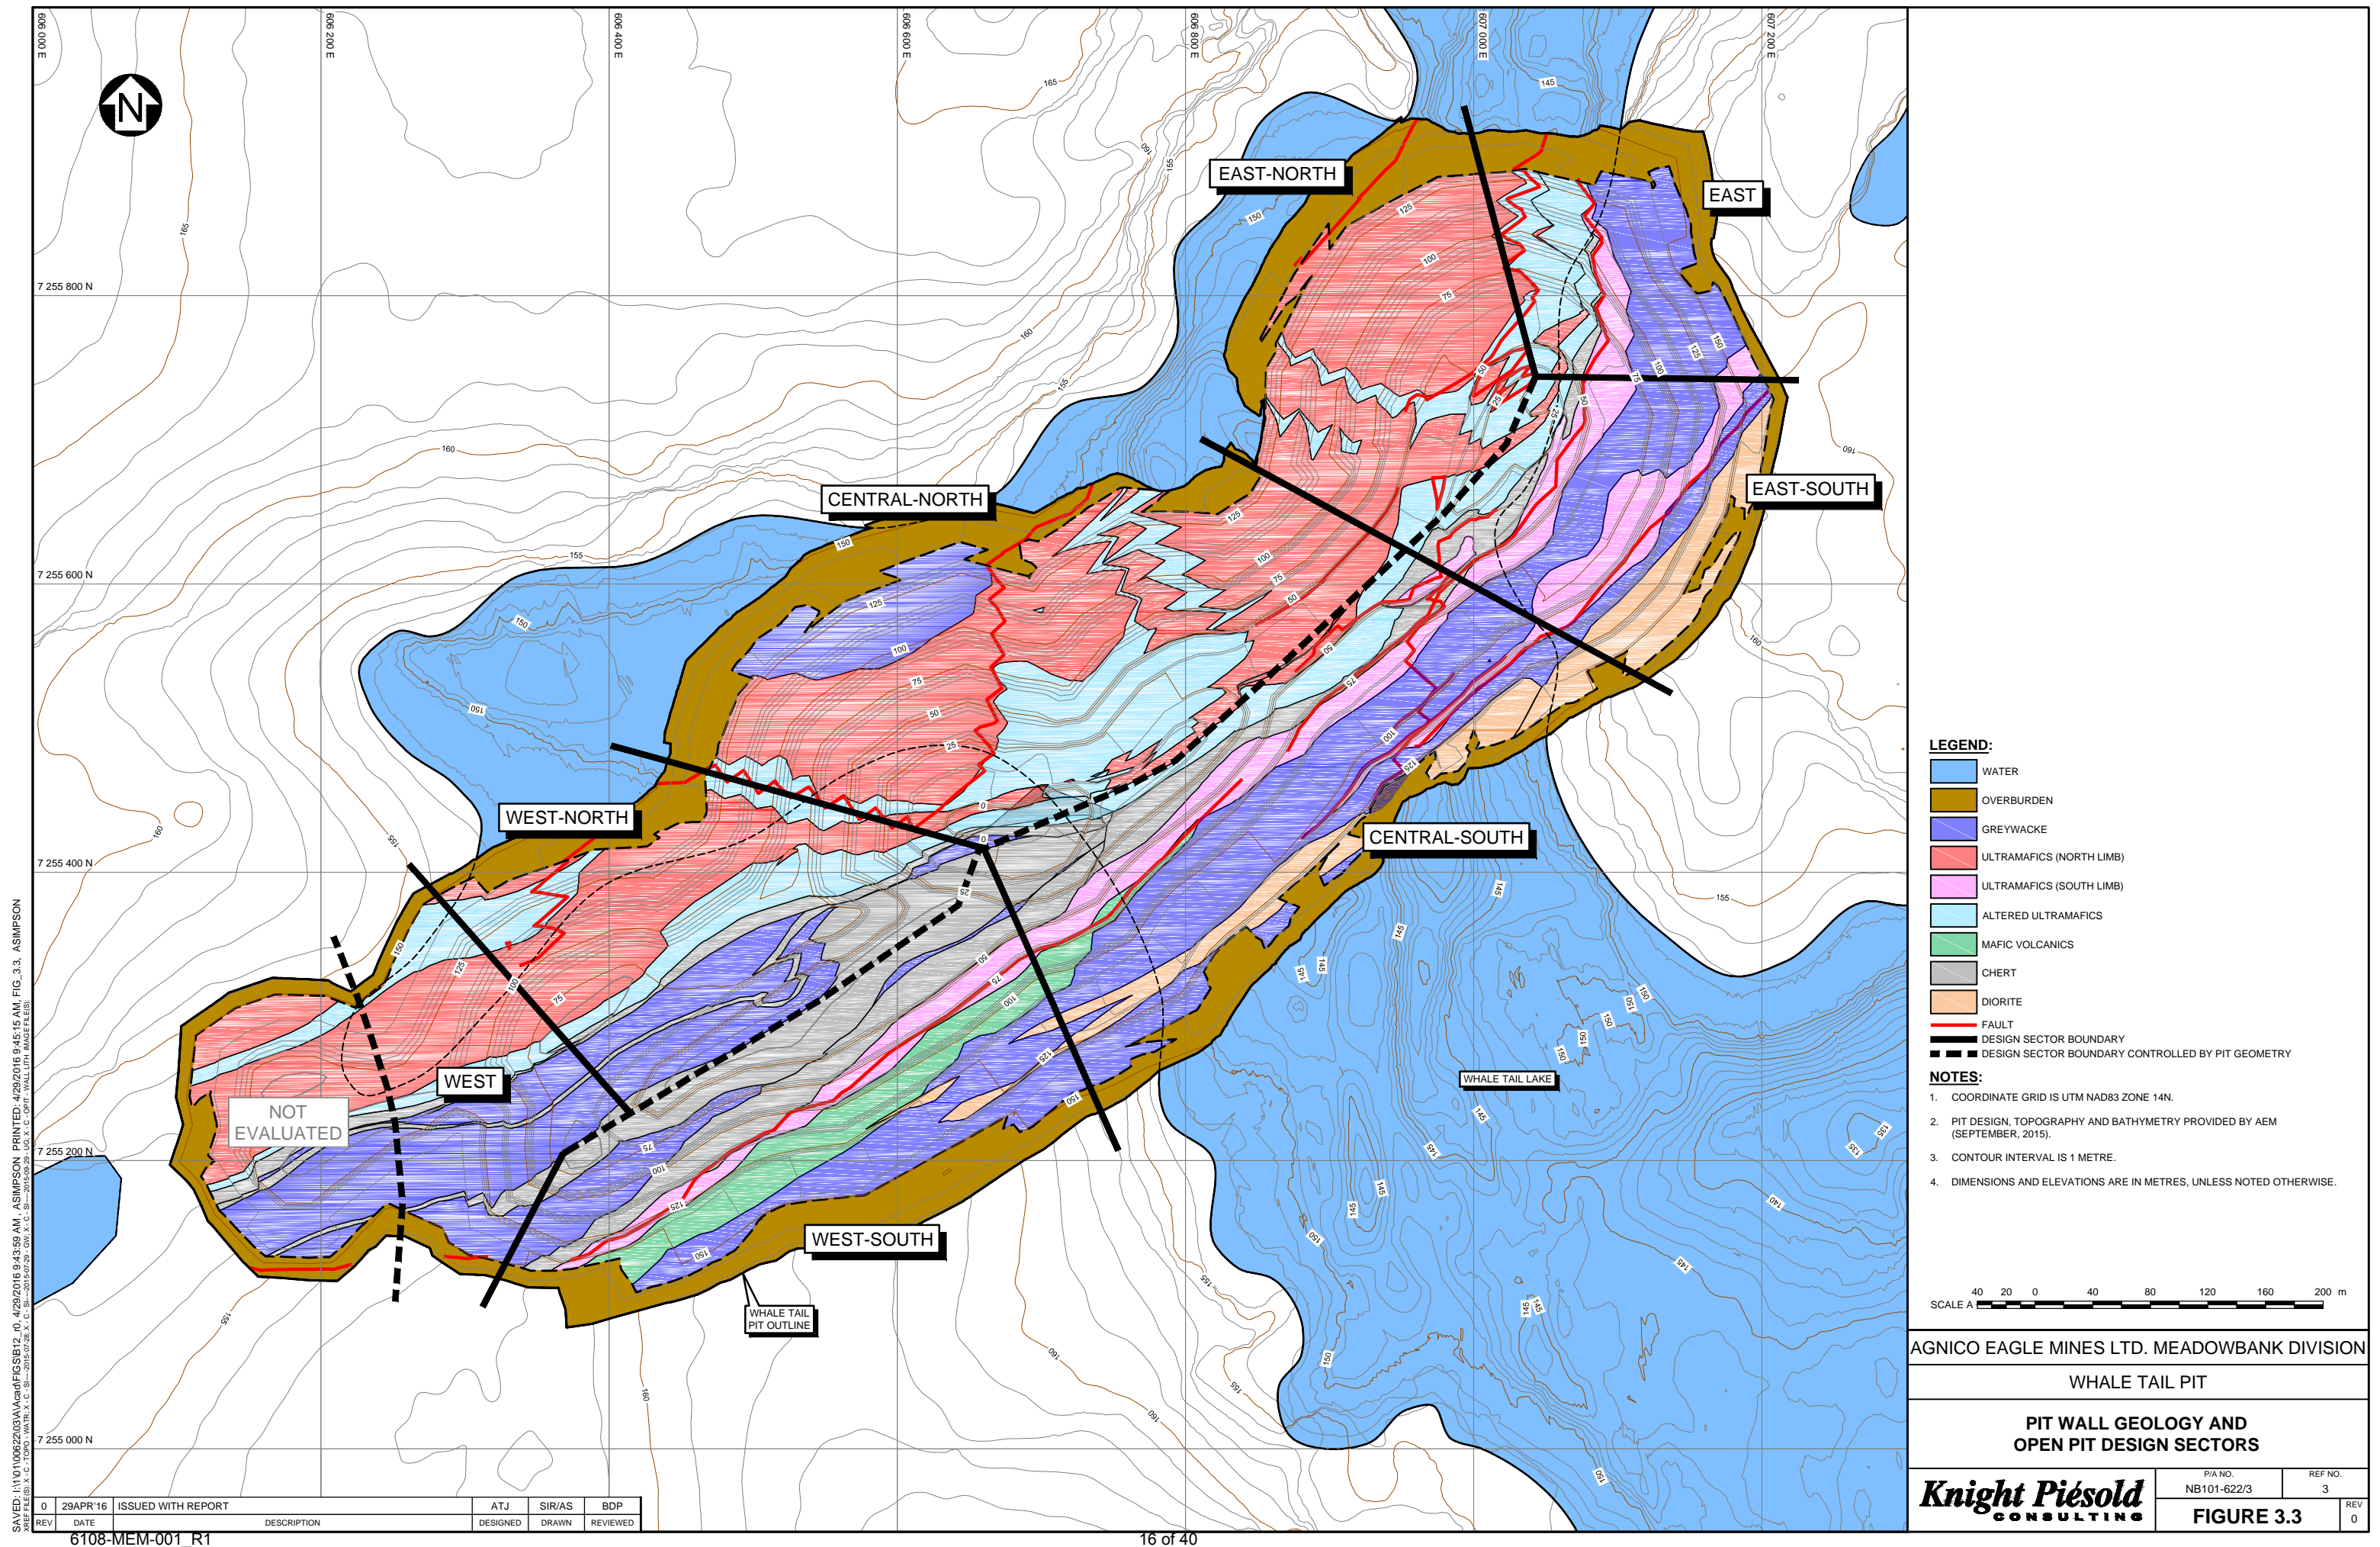 606 000 E
606 200 E
606 400 E
606 600 E
606 800 E
607 000 E
607 200 E
N
7 255 800 N
7 255 600 N
7 255 400 N
7 255 200 N
7 255 000 N
EAST-NORTH
EAST
EAST-SOUTH
CENTRAL-NORTH
WEST-NORTH
CENTRAL-SOUTH
WEST
NOT
EVALUATED
WEST-SOUTH
WHALE TAIL
PIT OUTLINE
WHALE TAIL LAKE
LEGEND:
WATER
OVERBURDEN
GREYWACKE
ULTRAMAFICS (NORTH LIMB)
ULTRAMAFICS (SOUTH LIMB)
ALTERED ULTRAMAFICS
MAFIC VOLCANICS
CHERT
DIORITE
FAULT
DESIGN SECTOR BOUNDARY
DESIGN SECTOR BOUNDARY CONTROLLED BY PIT GEOMETRY
NOTES:
1. COORDINATE GRID IS UTM NAD83 ZONE 14N.
2. PIT DESIGN, TOPOGRAPHY AND BATHYMETRY PROVIDED BY AEM
(SEPTEMBER, 2015).
3. CONTOUR INTERVAL IS 1 METRE.
4. DIMENSIONS AND ELEVATIONS ARE IN METRES, UNLESS NOTED OTHERWISE.
40 20 0 40 80 120 160 200 m
SCALE A
AGNICO EAGLE MINES LTD. MEADOWBANK DIVISION
WHALE TAIL PIT
PIT WALL GEOLOGY AND
OPEN PIT DESIGN SECTORS
Knight Piésold
CONSULTING
P/A NO.
NB101-622/3
REF NO.
3
FIGURE 3.3
REV
0
0 29APR'16 ISSUED WITH REPORT ATJ SIR/AS BDP
REV DATE DESCRIPTION DESIGNED DRAWN REVIEWED
6108-MEM-001_R1
16 of 40